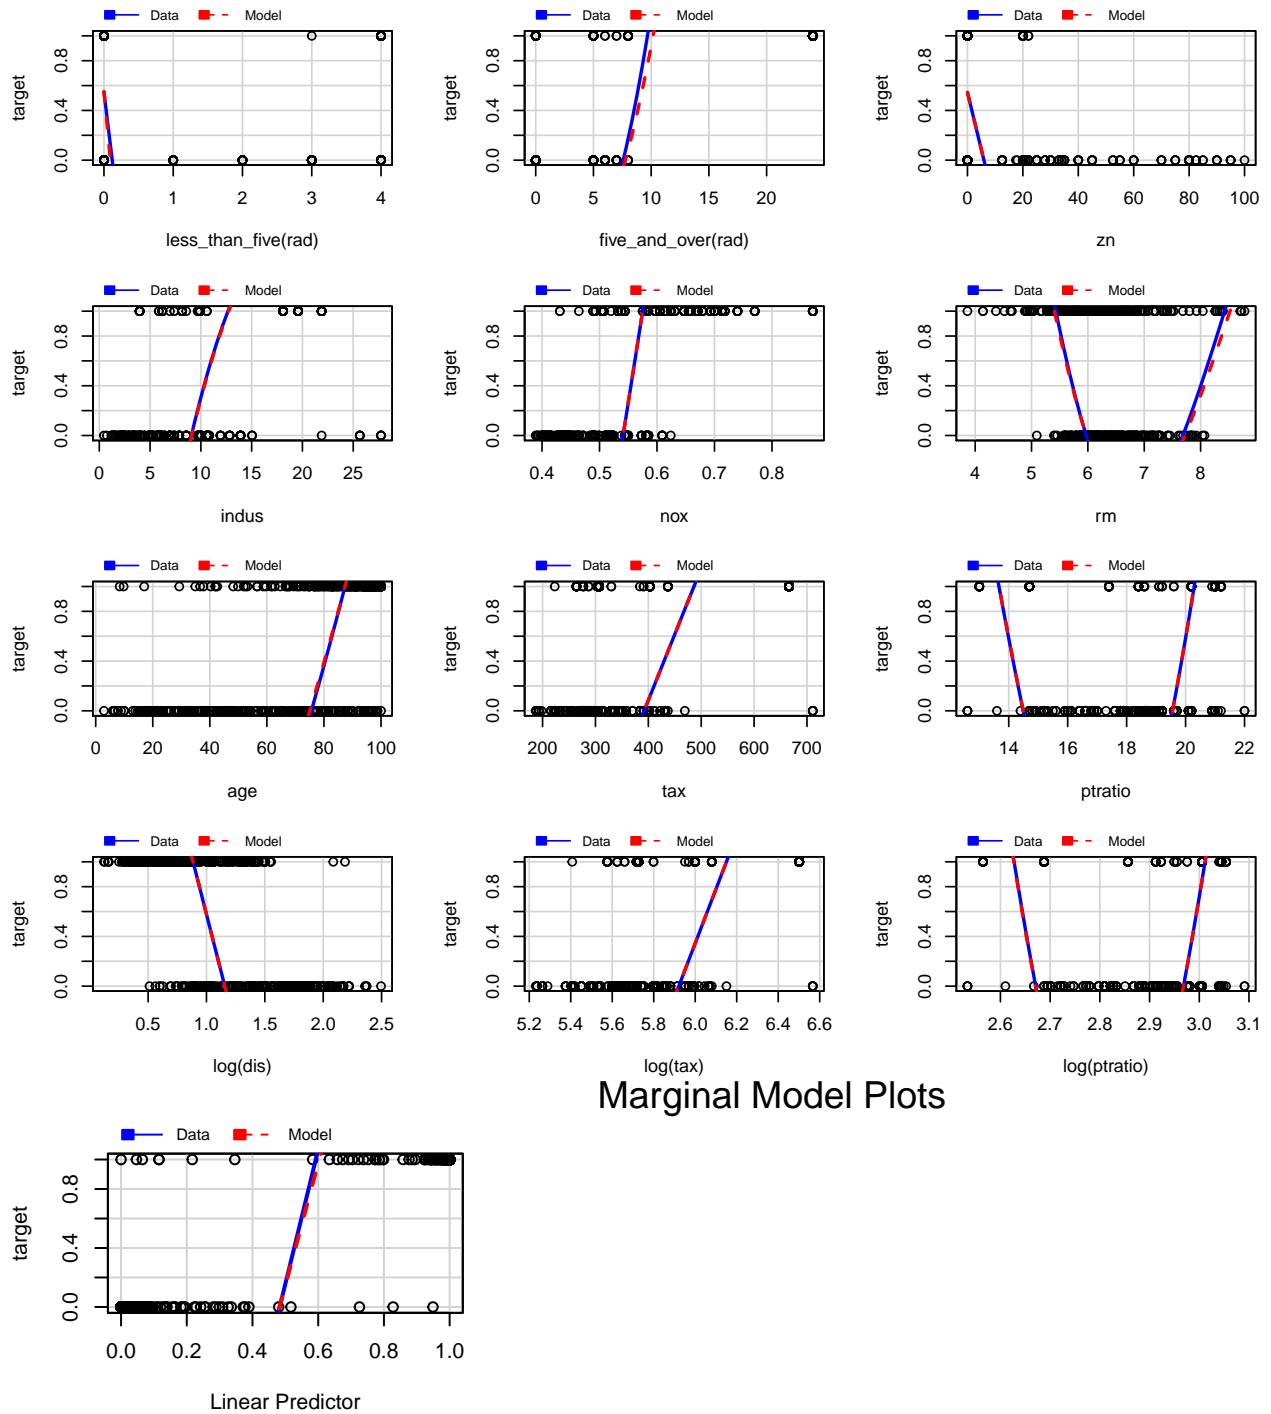 Data Model Data Model Data Model
target 0.0 0.4 0.8 target 0.0 0.4 0.8 target 0.0 0.4 0.8
0 1 2 3 4 0 5 10 15 20 0 20 40 60 80 100
less_than_five(rad) five_and_over(rad) zn
Data Model Data Model Data Model
target 0.0 0.4 0.8 target 0.0 0.4 0.8 target 0.0 0.4 0.8
0 5 10 15 20 25 0.4 0.5 0.6 0.7 0.8 4 5 6 7 8
indus nox rm
Data Model Data Model Data Model
target 0.0 0.4 0.8 target 0.0 0.4 0.8 target 0.0 0.4 0.8
0 20 40 60 80 100 200 300 400 500 600 700 14 16 18 20 22
age tax ptratio
Data Model Data Model Data Model
target 0.0 0.4 0.8 target 0.0 0.4 0.8 target 0.0 0.4 0.8
0.5 1.0 1.5 2.0 2.5 5.2 5.4 5.6 5.8 6.0 6.2 6.4 6.6 2.6 2.7 2.8 2.9 3.0 3.1
log(dis) log(tax) log(ptratio)
Marginal Model Plots
Data Model
target 0.0 0.4 0.8
0.0 0.2 0.4 0.6 0.8 1.0
Linear Predictor